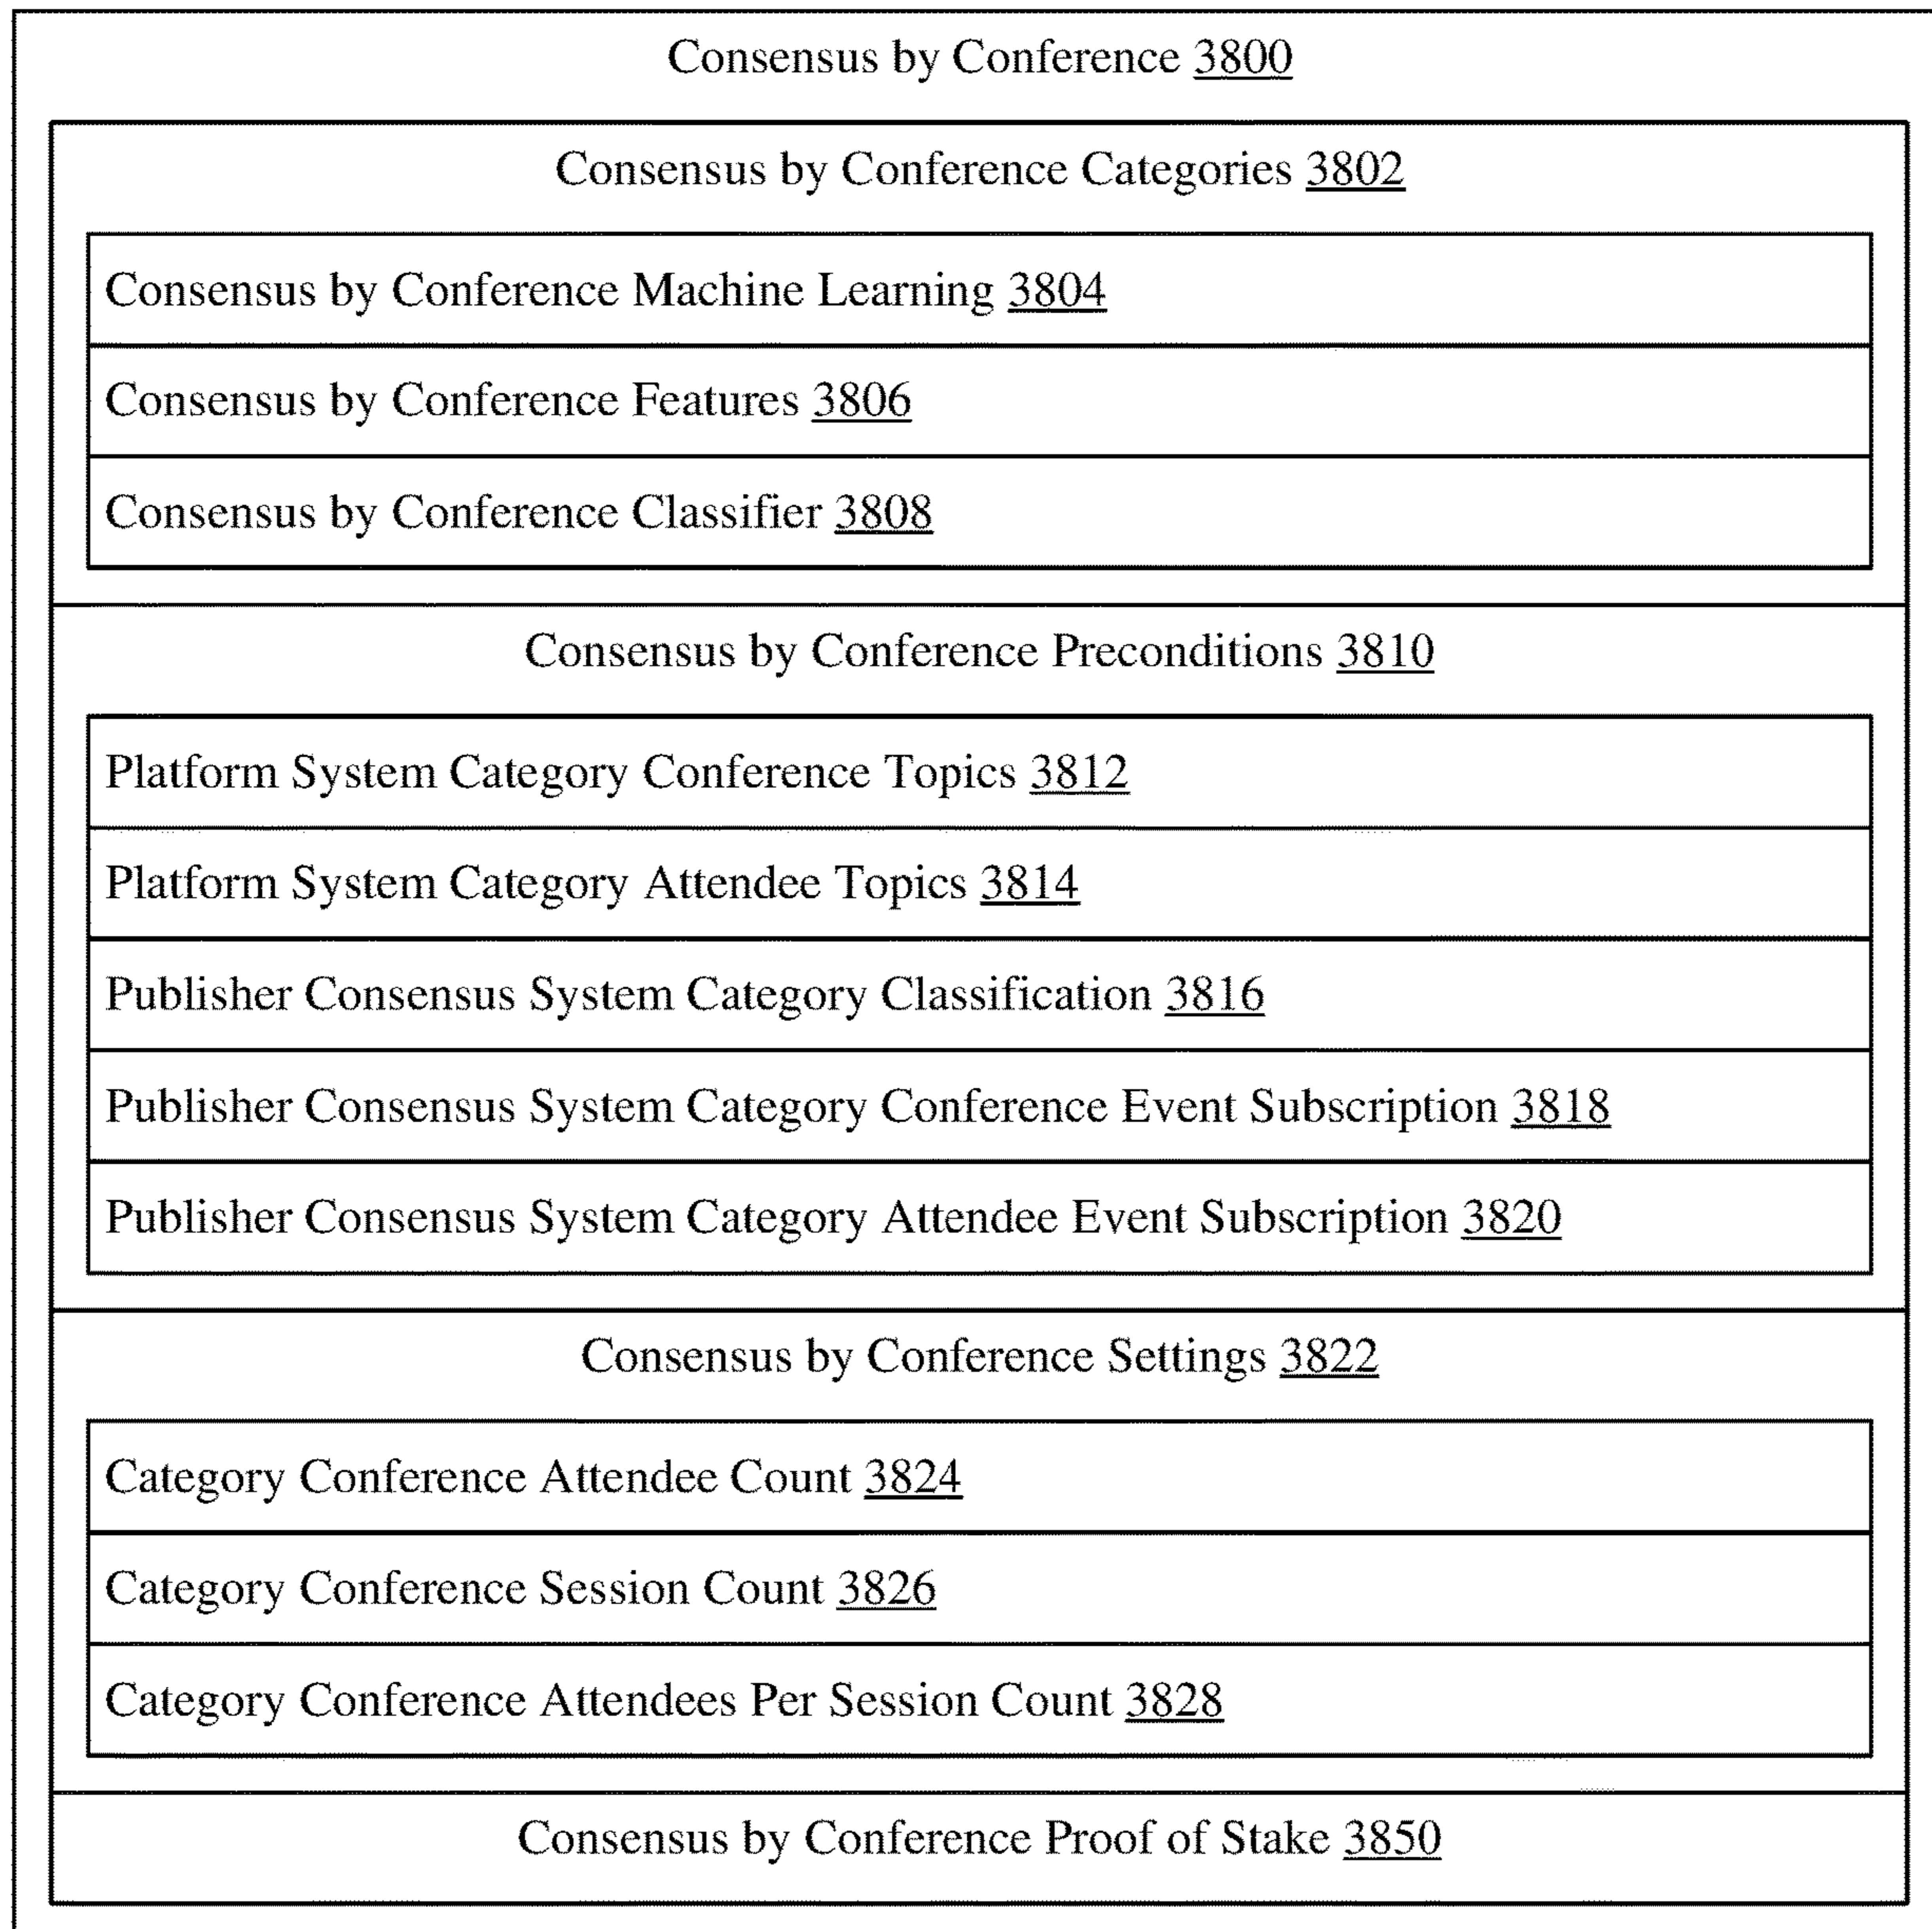 Consensus by Conference 3800
Consensus by Conference Categories 3802
Consensus by Conference Machine Learning 3804
Consensus by Conference Features 3806
Consensus by Conference Classifier 3808
Consensus by Conference Preconditions 3810
Platform System Category Conference Topics 3812
Platform System Category Attendee Topics 3814
Publisher Consensus System Category Classification 3816
Publisher Consensus System Category Conference Event Subscription 3818
Publisher Consensus System Category Attendee Event Subscription 3820
Consensus by Conference Settings 3822
Category Conference Attendee Count 3824
Category Conference Session Count 3826
Category Conference Attendees Per Session Count 3828
Consensus by Conference Proof of Stake 3850